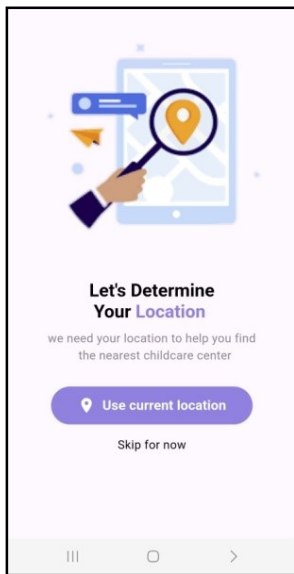 Let's Determine
Your Location
we need your location to help you find
the nearest childcare center
Use current location
Skip for now